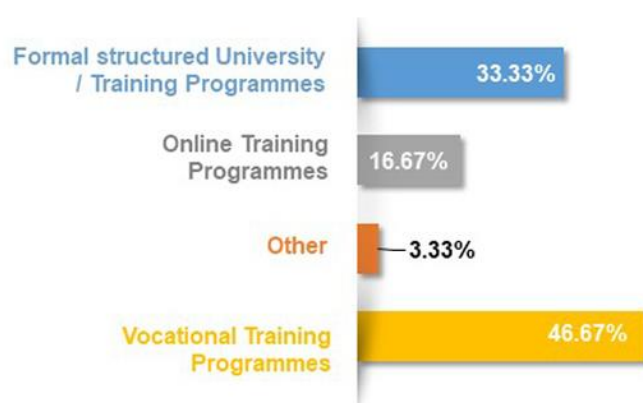 Formal structured University
/ Training Programmes
33.33%
Online Training
Programmes
16.67%
Other
3.33%
Vocational Training
Programmes
46.67%